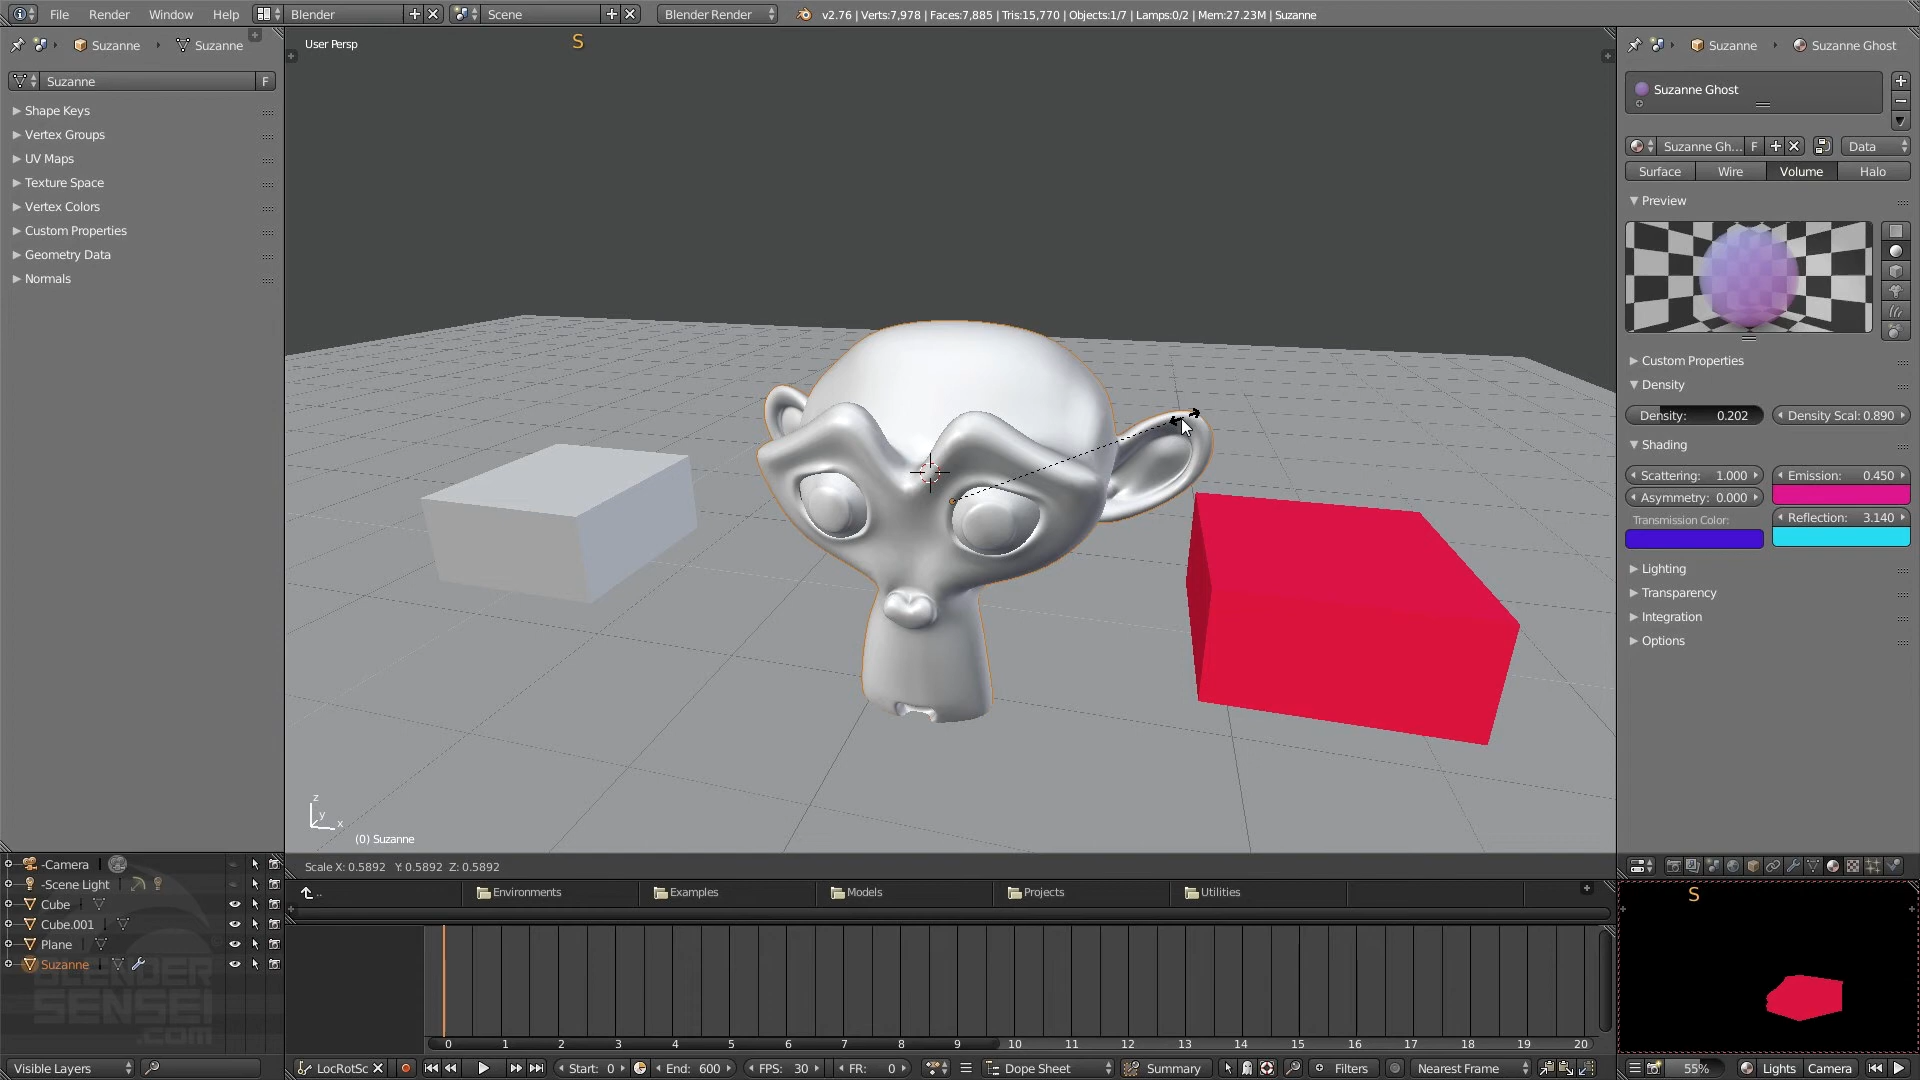 File Render Window Help Blender Scene Blender Render v2.76 | Verts:7,978 | Faces:7,885 | Tris:15,770 | Objects:1/7 | Lamps:0/2 | Mem:27.23M | Suzanne
Suzanne Suzanne
Suzanne F
Shape Keys
Vertex Groups
UV Maps
Texture Space
Vertex Colors
Custom Properties
Geometry Data
Normals
User Persp
S
z
y
x
(0) Suzanne
Scale X: 0.5892 Y: 0.5892 Z: 0.5892
Suzanne Suzanne Ghost
Suzanne Ghost
Suzanne Gh... F Data
Surface Wire Volume Halo
Preview
Custom Properties
Density
Density: 0.202 Density Scal: 0.890
Shading
Scattering: 1.000 Emission: 0.450
Asymmetry: 0.000
Transmission Color: Reflection: 3.140
Lighting
Transparency
Integration
Options
-Camera
-Scene Light
Cube
Cube.001
Plane
Suzanne
BLENDER
SENSEI
.COM
.. Environments Examples Models Projects Utilities
0 1 2 3 4 5 6 7 8 9 10 11 12 13 14 15 16 17 18 19 20
S
Visible Layers LocRotSc Start: 0 End: 600 FPS: 30 FR: 0 Dope Sheet Summary Filters Nearest Frame 55% Lights Camera